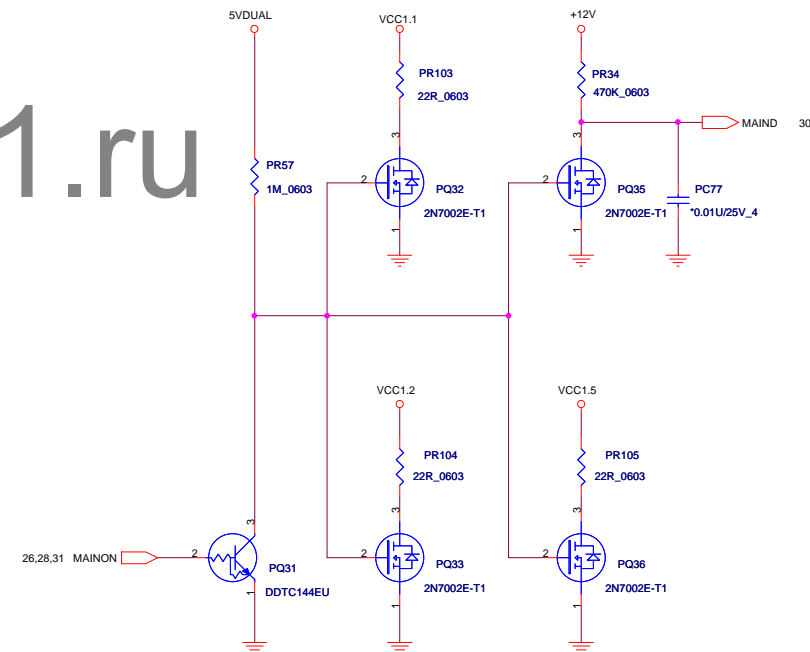 5VDUAL
VCC1.1
+12V
PR103
22R_0603
PR34
470K_0603
3
3
MAIND 30
1.ru
PR57
1M_0603
2
PQ32
2N7002E-T1
2
PQ35
2N7002E-T1
PC77
*0.01U/25V_4
1
1
VCC1.2
VCC1.5
PR104
22R_0603
PR105
22R_0603
3
3
3
26,28,31 MAINON
2
PQ31
DDTC144EU
2
PQ33
2N7002E-T1
2
PQ36
2N7002E-T1
1
1
1